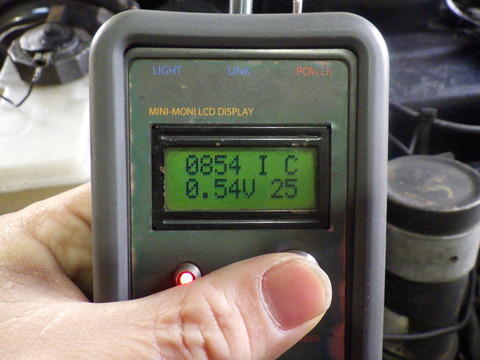 LIGHT LINK POWER
MINI-MONI LCD DISPLAY
0854 I C
0.54V 25